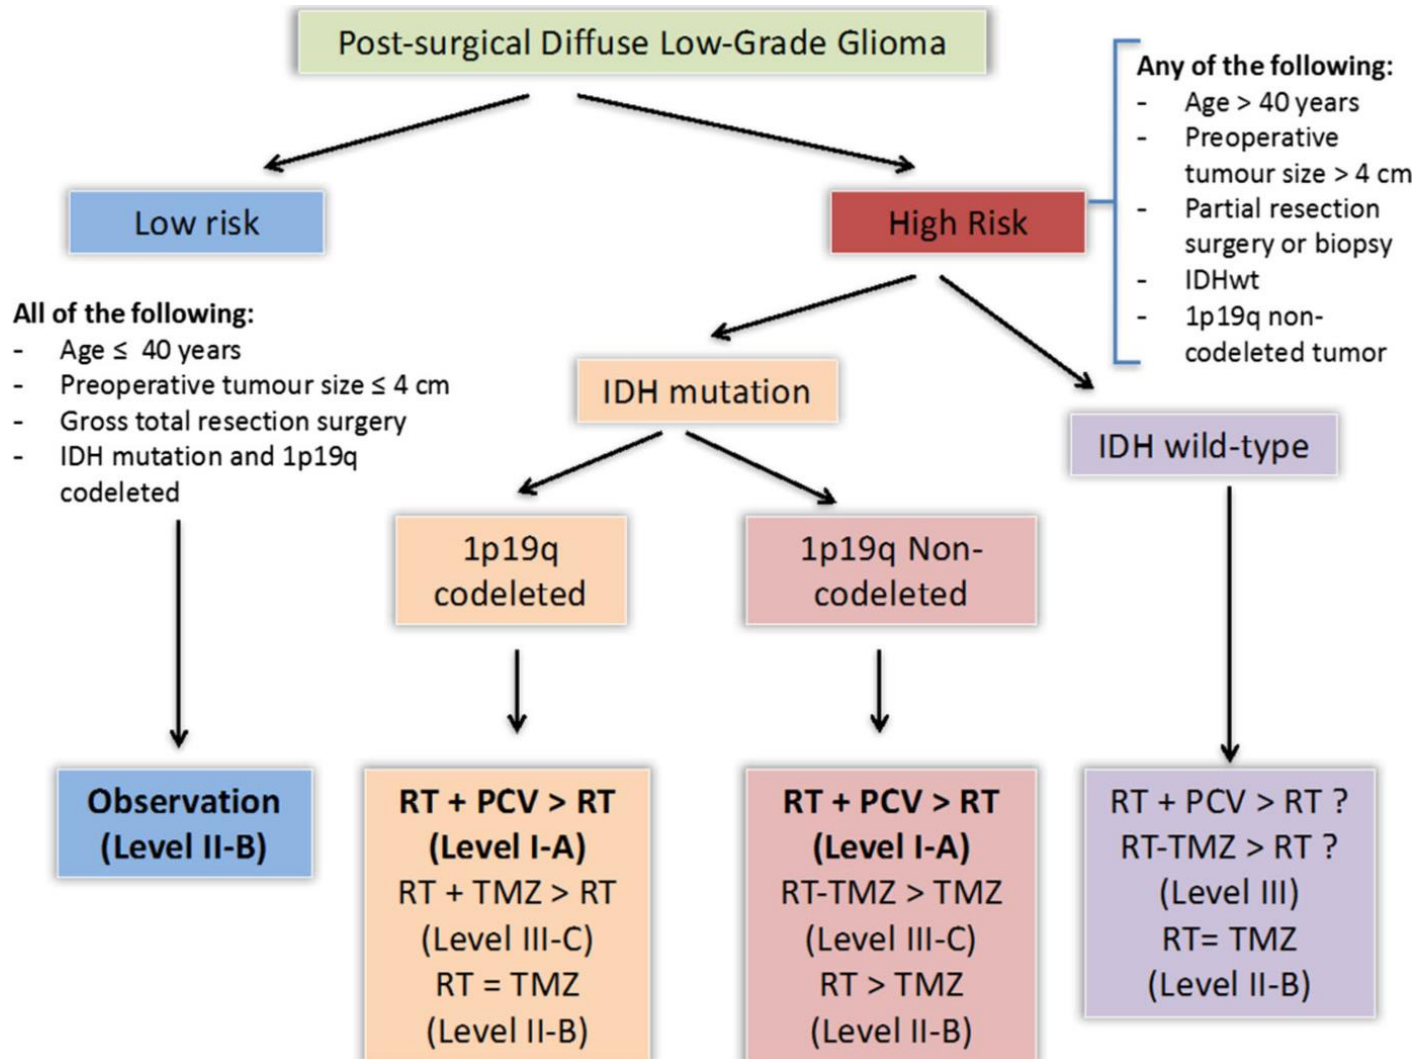 Post-surgical Diffuse Low-Grade Glioma
Low risk
High Risk
Any of the following:
- Age > 40 years
- Preoperative
tumour size > 4 cm
- Partial resection
surgery or biopsy
- IDHwt
- 1p19q non-
codeleted tumor
All of the following:
- Age ≤ 40 years
- Preoperative tumour size ≤ 4 cm
- Gross total resection surgery
- IDH mutation and 1p19q
codeleted
IDH mutation
IDH wild-type
1p19q
codeleted
1p19q Non-
codeleted
Observation
(Level II-B)
RT + PCV > RT
(Level I-A)
RT + TMZ > RT
(Level III-C)
RT = TMZ
(Level II-B)
RT + PCV > RT
(Level I-A)
RT-TMZ > TMZ
(Level III-C)
RT > TMZ
(Level II-B)
RT + PCV > RT ?
RT-TMZ > RT ?
(Level III)
RT= TMZ
(Level II-B)